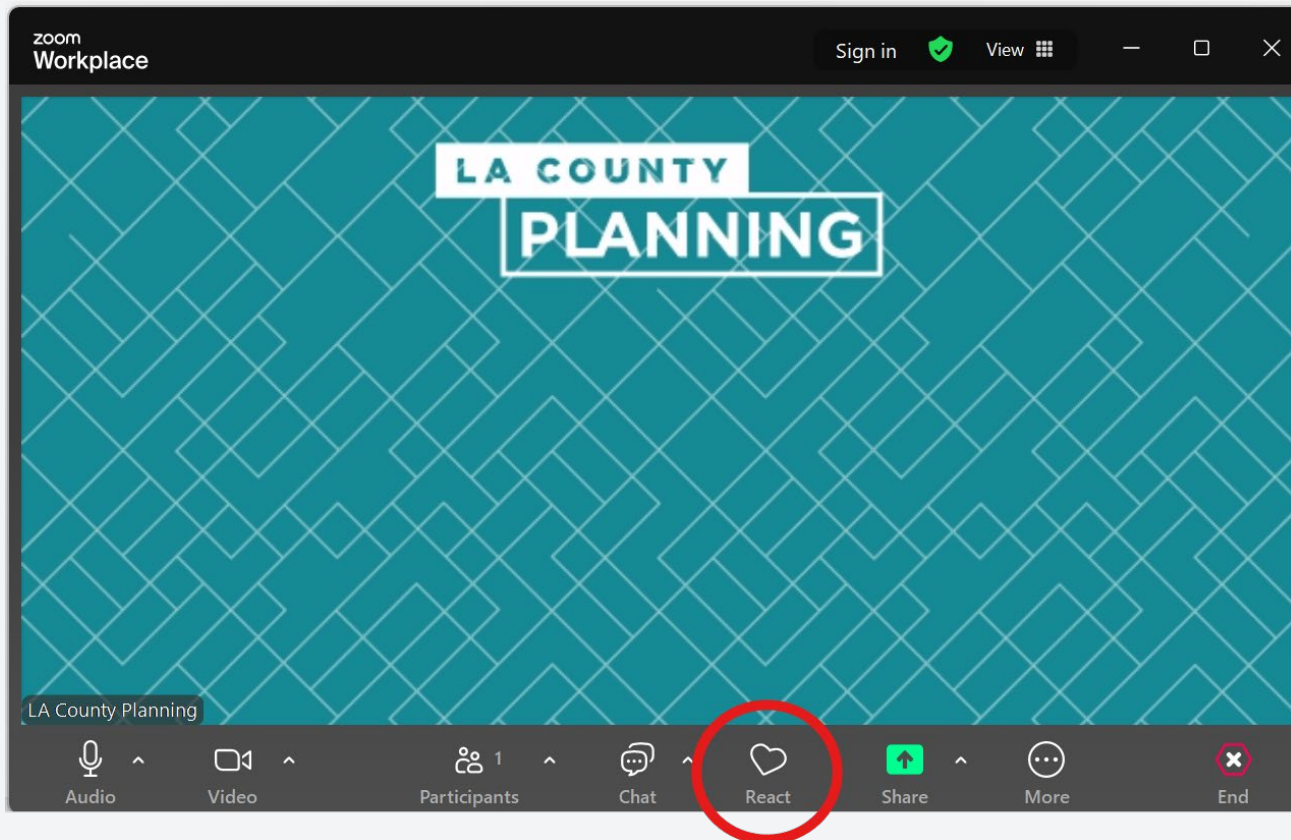 zoom
Workplace
Sign in
View
LA COUNTY
PLANNING
LA County Planning
1
Audio
Video
Participants
Chat
React
Share
More
End